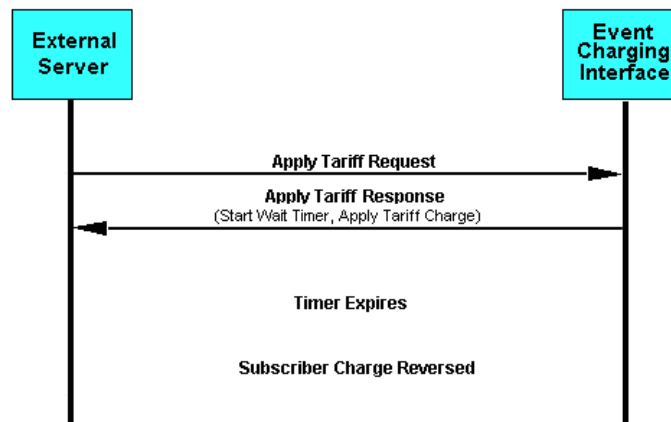 External
Server
Event
Charging
Interface
Apply Tariff Request
Apply Tariff Response
(Start Wait Timer, Apply Tariff Charge)
Timer Expires
Subscriber Charge Reversed